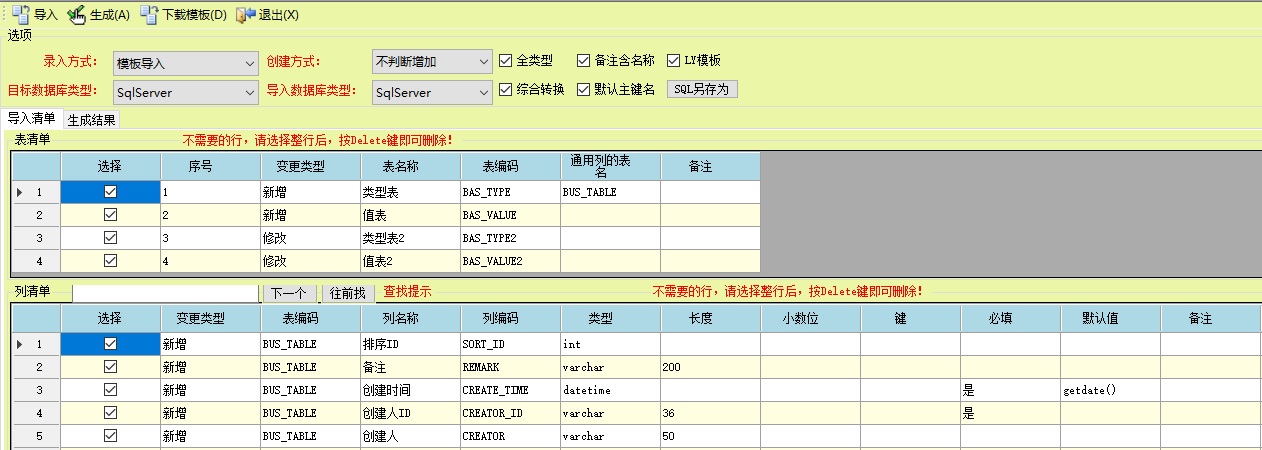 导入 生成(A) 下载模板(D) 退出(X)
选项
录入方式: 模板导入 创建方式: 不判断增加 全类型 备注含名称 LY模板
目标数据库类型: SqlServer 导入数据库类型: SqlServer 综合转换 默认主键名 SQL另存为
导入清单 生成结果
表清单 不需要的行，请选择整行后，按Delete键即可删除！
选择 序号 变更类型 表名称 表编码 通用列的表名 备注
1 1 新增 类型表 BAS_TYPE BUS_TABLE
2 2 新增 值表 BAS_VALUE
3 3 修改 类型表2 BAS_TYPE2
4 4 修改 值表2 BAS_VALUE2
列清单 下一个 往前找 查找提示 不需要的行，请选择整行后，按Delete键即可删除！
选择 变更类型 表编码 列名称 列编码 类型 长度 小数位 键 必填 默认值 备注
1 新增 BUS_TABLE 排序ID SORT_ID int
2 新增 BUS_TABLE 备注 REMARK varchar 200
3 新增 BUS_TABLE 创建时间 CREATE_TIME datetime 是 getdate()
4 新增 BUS_TABLE 创建人ID CREATOR_ID varchar 36 是
5 新增 BUS_TABLE 创建人 CREATOR varchar 50